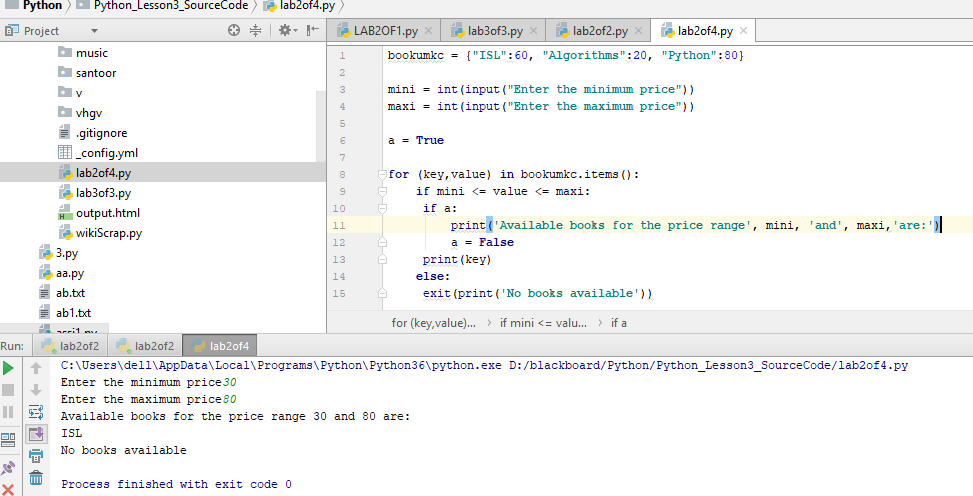 Python Python_Lesson3_SourceCode lab2of4.py
Project
music
santoor
v
vhgv
.gitignore
_config.yml
lab2of4.py
lab3of3.py
output.html
wikiScrap.py
3.py
aa.py
ab.txt
ab1.txt
assi1.py
LAB2OF1.py lab3of3.py lab2of2.py lab2of4.py
1 bookumkc = {"ISL":60, "Algorithms":20, "Python":80}
2
3 mini = int(input("Enter the minimum price"))
4 maxi = int(input("Enter the maximum price"))
5
6 a = True
7
8 for (key,value) in bookumkc.items():
9 if mini <= value <= maxi:
10 if a:
11 print('Available books for the price range', mini, 'and', maxi,'are:')
12 a = False
13 print(key)
14 else:
15 exit(print('No books available'))
for (key,value)... if mini <= valu... if a
Run: lab2of2 lab2of2 lab2of4
C:\Users\dell\AppData\Local\Programs\Python\Python36\python.exe D:/blackboard/Python/Python_Lesson3_SourceCode/lab2of4.py
Enter the minimum price30
Enter the maximum price80
Available books for the price range 30 and 80 are:
ISL
No books available
Process finished with exit code 0